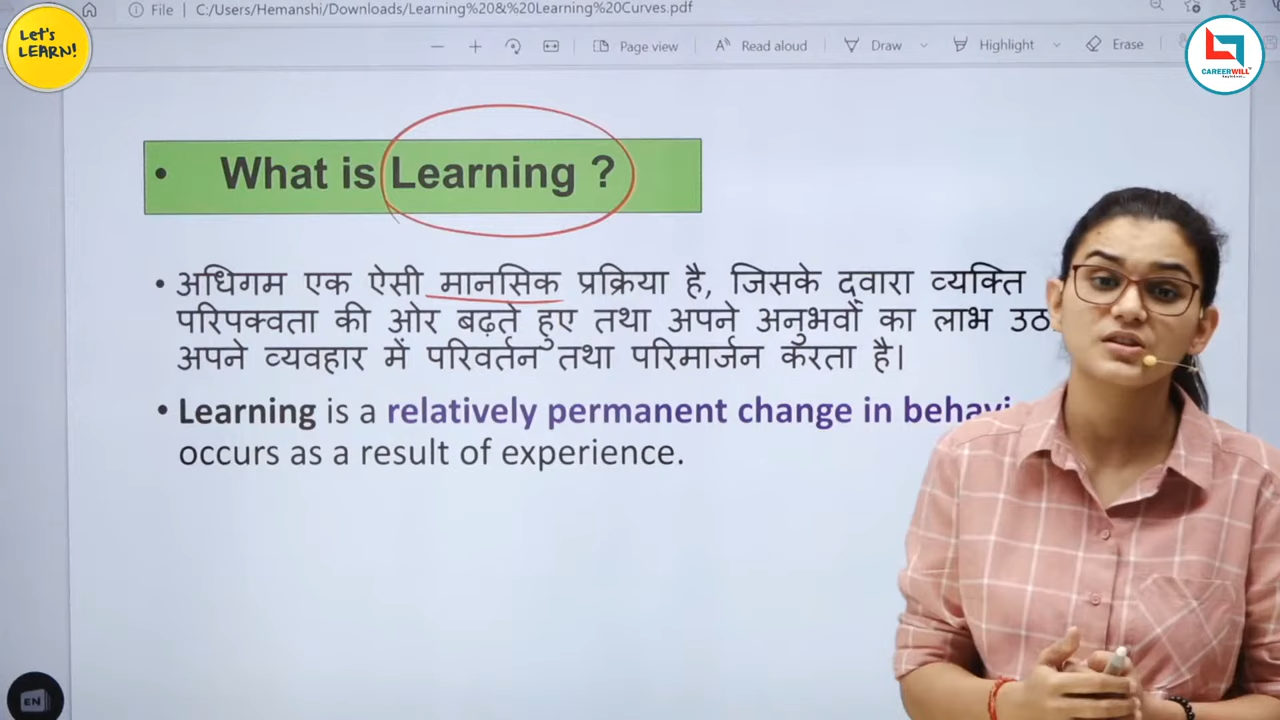 Let's
LEARN!
File | C:/Users/Hemanshi/Downloads/Learning%20&%20Learning%20Curves.pdf
Page view
Read aloud
Draw
Highlight
Erase
CAREERWILL
• What is Learning ?
• अधिगम एक ऐसी मानसिक प्रक्रिया है, जिसके द्वारा व्यक्ति
परिपक्वता की ओर बढ़ते हुए तथा अपने अनुभवों का लाभ
अपने व्यवहार में परिवर्तन तथा परिमार्जन करता है।
• Learning is a relatively permanent change in
occurs as a result of experience.
EN